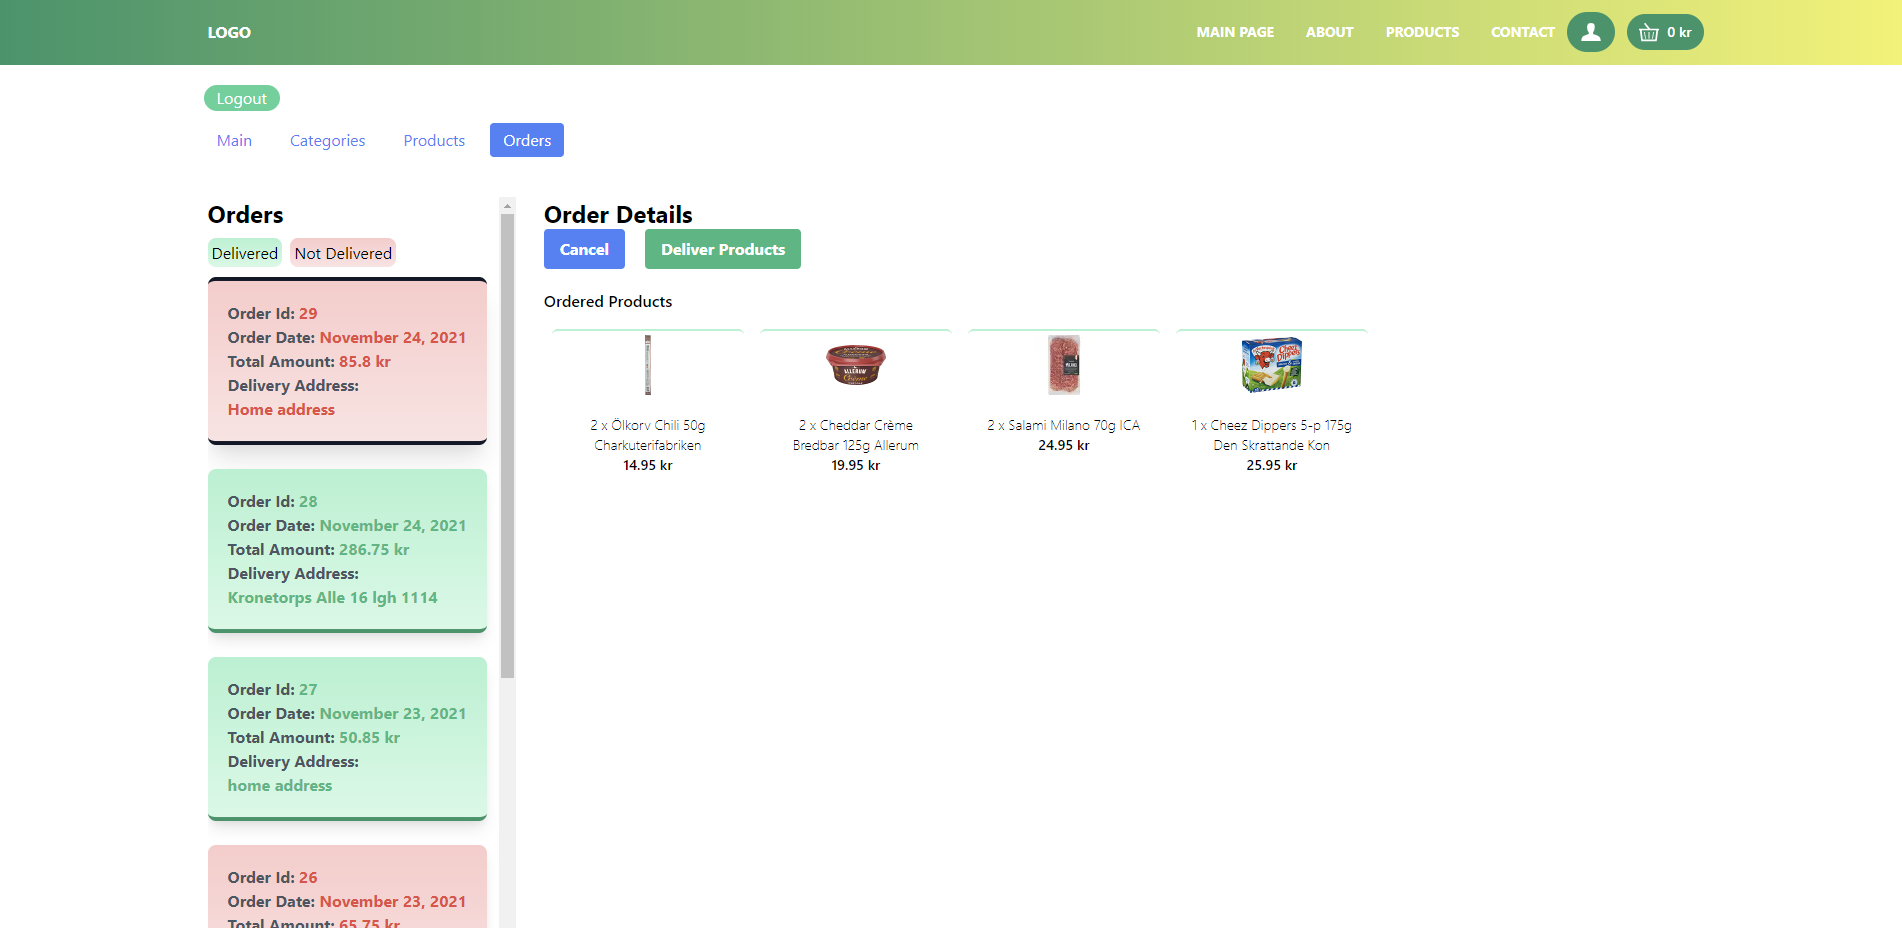 LOGO
MAIN PAGE
ABOUT
PRODUCTS
CONTACT
0 kr
Logout
Main
Categories
Products
Orders
Orders
Delivered
Not Delivered
Order Id: 29
Order Date: November 24, 2021
Total Amount: 85.8 kr
Delivery Address:
Home address
Order Id: 28
Order Date: November 24, 2021
Total Amount: 286.75 kr
Delivery Address:
Kronetorps Alle 16 lgh 1114
Order Id: 27
Order Date: November 23, 2021
Total Amount: 50.85 kr
Delivery Address:
home address
Order Id: 26
Order Date: November 23, 2021
Total Amount: 65.75 kr
Order Details
Cancel
Deliver Products
Ordered Products
2 x Ölkorv Chili 50g
Charkuterifabriken
14.95 kr
ALLERUM
Crème
2 x Cheddar Crème
Bredbar 125g Allerum
19.95 kr
2 x Salami Milano 70g ICA
24.95 kr
Cheez
Dippers
1 x Cheez Dippers 5-p 175g
Den Skrattande Kon
25.95 kr